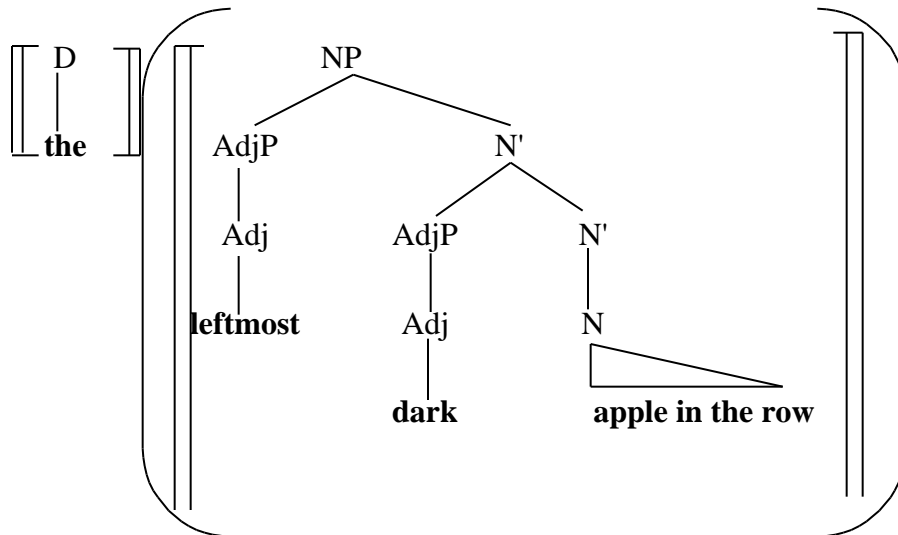 D NP
the AdjP N'
Adj AdjP N'
leftmost Adj N
dark apple in the row